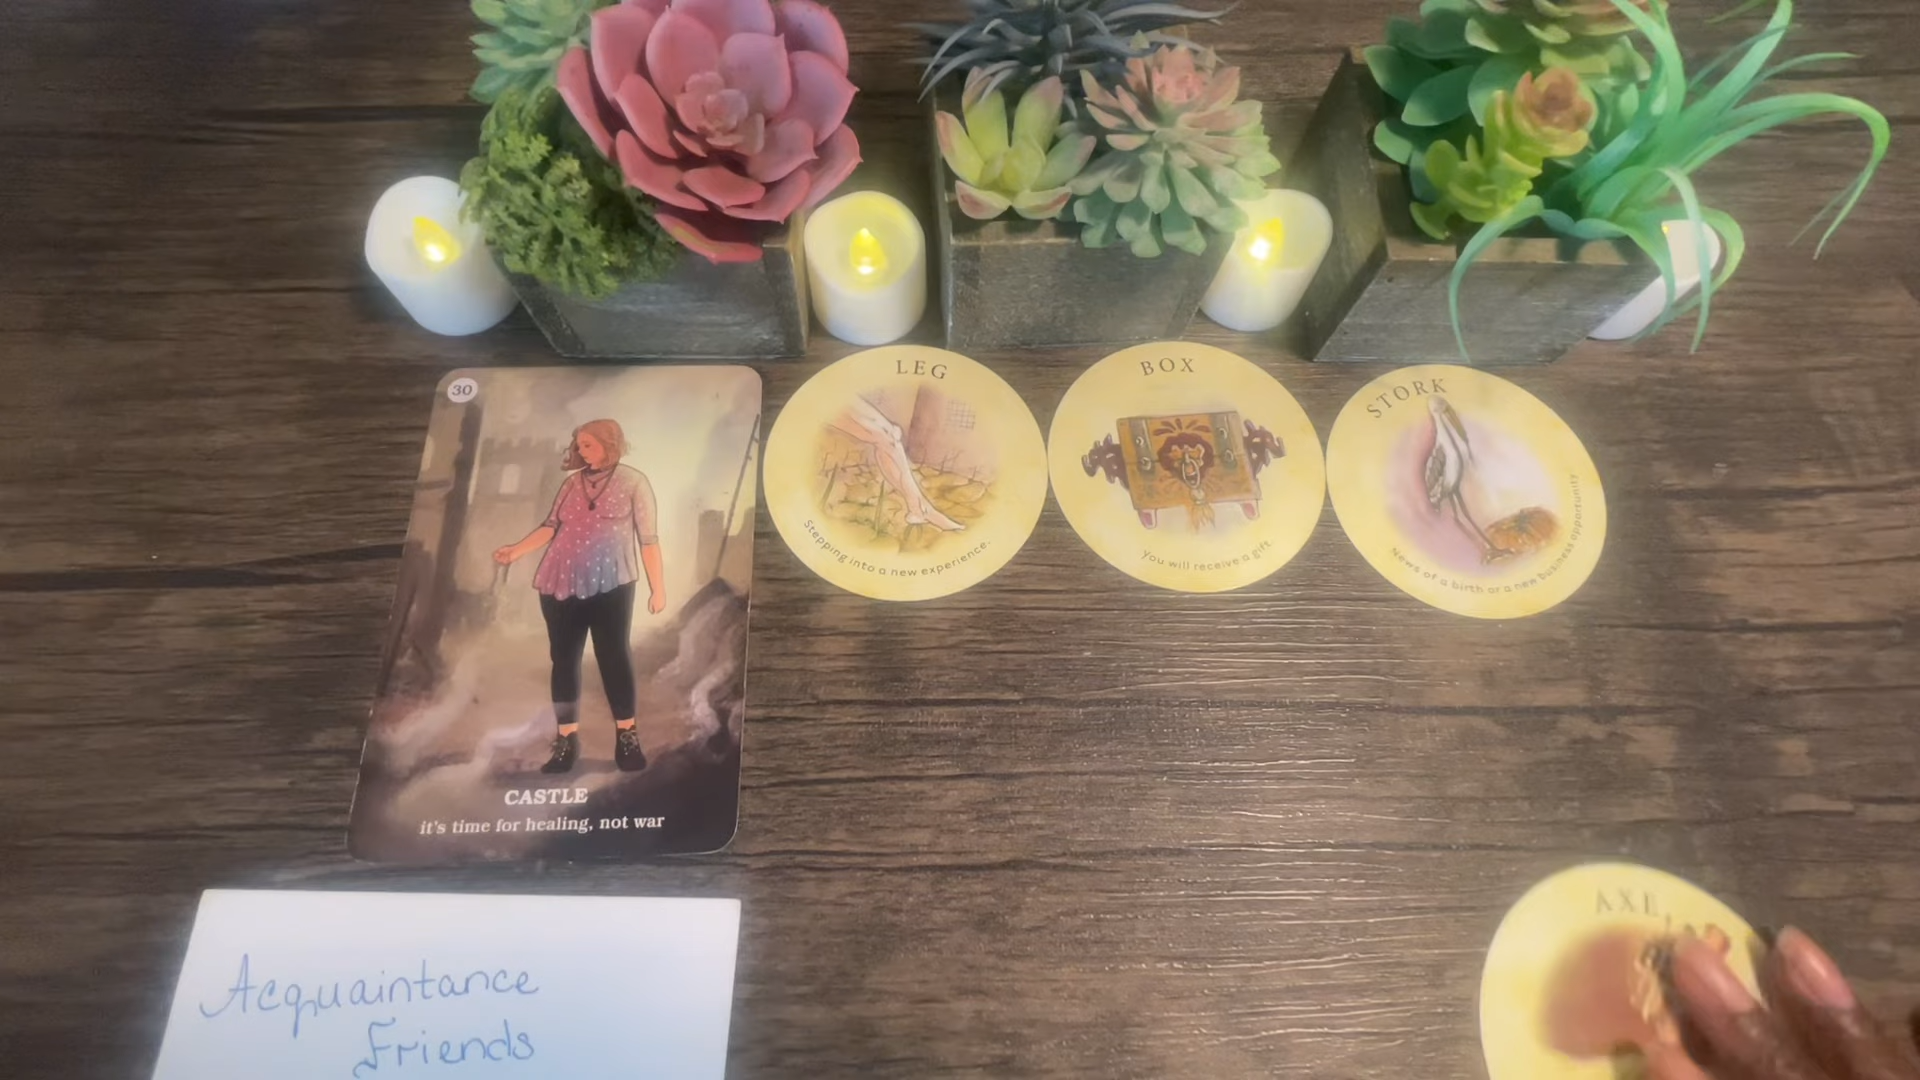 30
CASTLE
it's time for healing, not war
LEG
Stepping into a new experience.
BOX
You will receive a gift.
STORK
News of a birth or a new business opportunity
AXE
Acquaintance
Friends